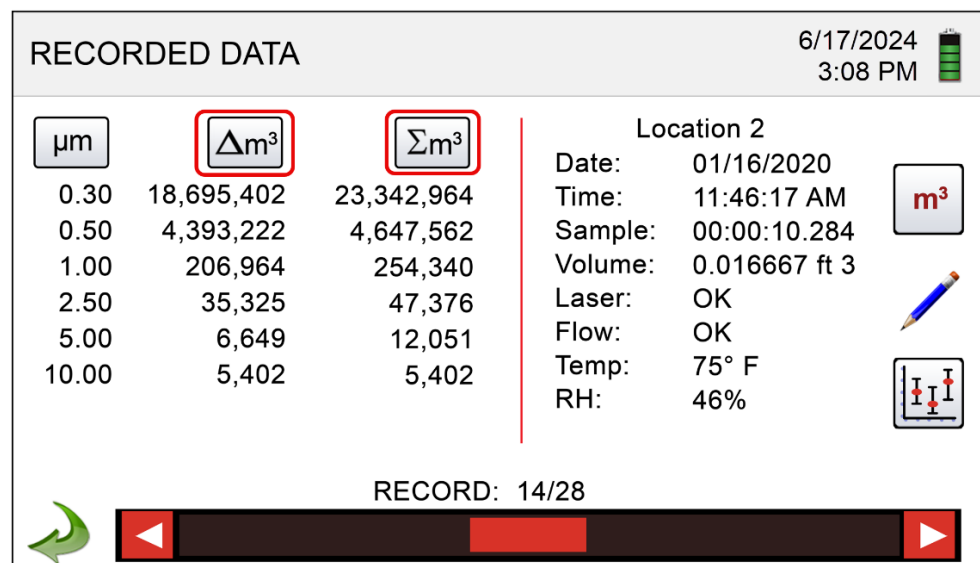 RECORDED DATA
6/17/2024
3:08 PM
µm Δm³ Σm³
0.30 18,695,402 23,342,964
0.50 4,393,222 4,647,562
1.00 206,964 254,340
2.50 35,325 47,376
5.00 6,649 12,051
10.00 5,402 5,402
Location 2
Date: 01/16/2020
Time: 11:46:17 AM
Sample: 00:00:10.284
Volume: 0.016667 ft 3
Laser: OK
Flow: OK
Temp: 75° F
RH: 46%
m³
RECORD: 14/28